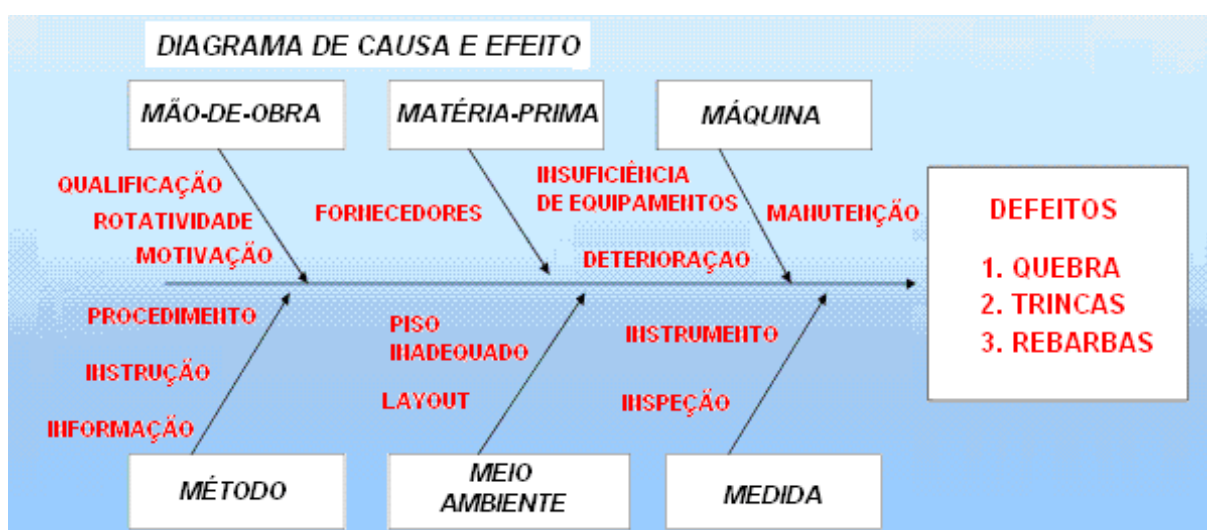 DIAGRAMA DE CAUSA E EFEITO
MÃO-DE-OBRA
MATÉRIA-PRIMA
MÁQUINA
QUALIFICAÇÃO
ROTATIVIDADE
MOTIVAÇÃO
FORNECEDORES
INSUFICIÊNCIA
DE EQUIPAMENTOS
MANUTENÇÃO
DETERIORAÇAO
DEFEITOS
1. QUEBRA
2. TRINCAS
3. REBARBAS
PROCEDIMENTO
INSTRUÇÃO
INFORMAÇÃO
PISO
INADEQUADO
LAYOUT
INSTRUMENTO
INSPEÇÃO
MÉTODO
MEIO
AMBIENTE
MEDIDA